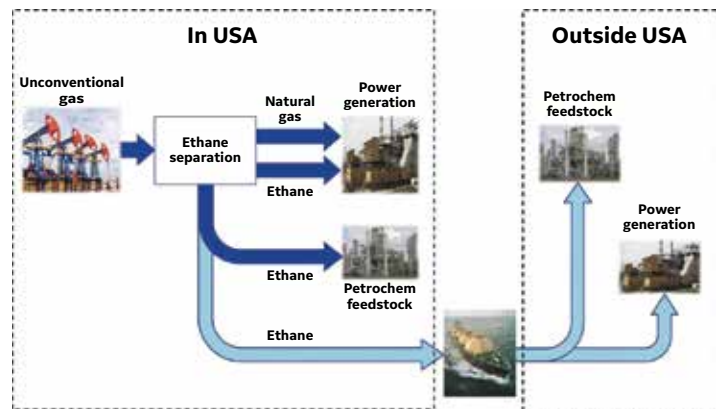 In USA
Outside USA
Unconventional
gas
Ethane
separation
Natural
gas
Ethane
Power
generation
Ethane
Petrochem
feedstock
Ethane
Petrochem
feedstock
Power
generation